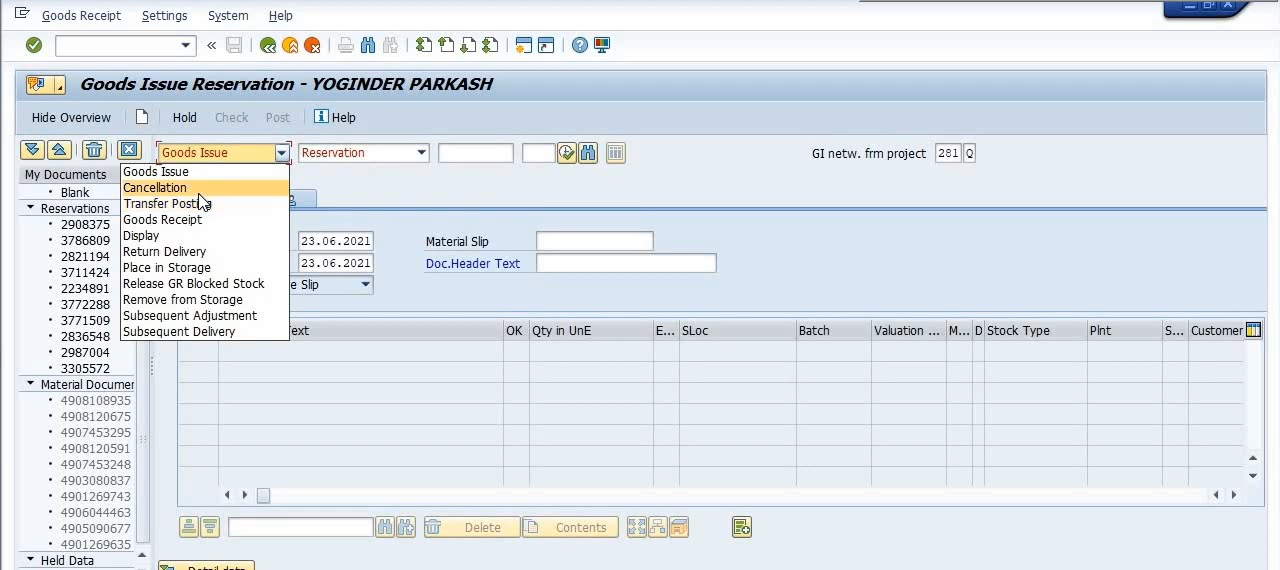 Goods Receipt Settings System Help
Goods Issue Reservation - YOGINDER PARKASH
Hide Overview Hold Check Post Help
Goods Issue Reservation GI netw. frm project 281 Q
My Documents
Blank
Reservations
2908375
3786809
2821194
3711424
2234891
3772288
3771509
2836548
2987004
3305572
Material Documen
4908108935
4908120675
4907453295
4908120591
4907453248
4903080837
4901269743
4906044463
4905090677
4901269635
Held Data
Goods Issue
Cancellation
Transfer Posting
Goods Receipt
Display
Return Delivery
Place in Storage
Release GR Blocked Stock
Remove from Storage
Subsequent Adjustment
Subsequent Delivery
23.06.2021 Material Slip
23.06.2021 Doc.Header Text
e Slip
ext OK Qty in UnE E... SLoc Batch Valuation ... M... D Stock Type Plnt S... Customer
Delete Contents
Detail data